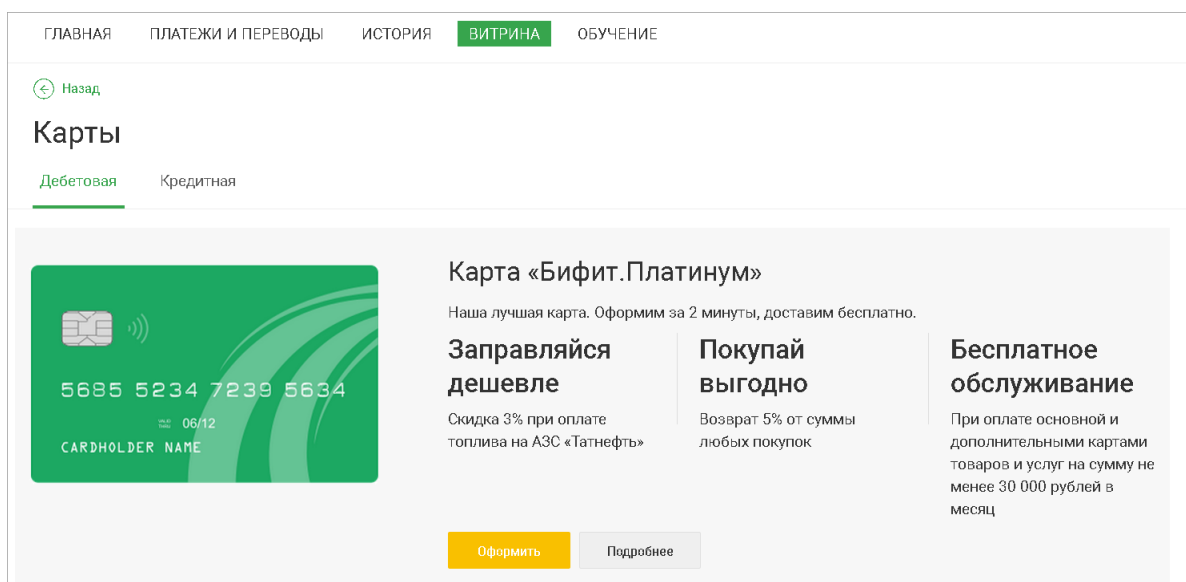 ГЛАВНАЯ ПЛАТЕЖИ И ПЕРЕВОДЫ ИСТОРИЯ ВИТРИНА ОБУЧЕНИЕ
Назад
Карты
Дебетовая Кредитная
5685 5234 7239 5634
VALID THRU 06/12
CARDHOLDER NAME
Карта «Бифит.Платинум»
Наша лучшая карта. Оформим за 2 минуты, доставим бесплатно.
Заправляйся
дешевле
Скидка 3% при оплате
топлива на АЗС «Татнефть»
Покупай
выгодно
Возврат 5% от суммы
любых покупок
Бесплатное
обслуживание
При оплате основной и
дополнительными картами
товаров и услуг на сумму не
менее 30 000 рублей в
месяц
Оформить Подробнее